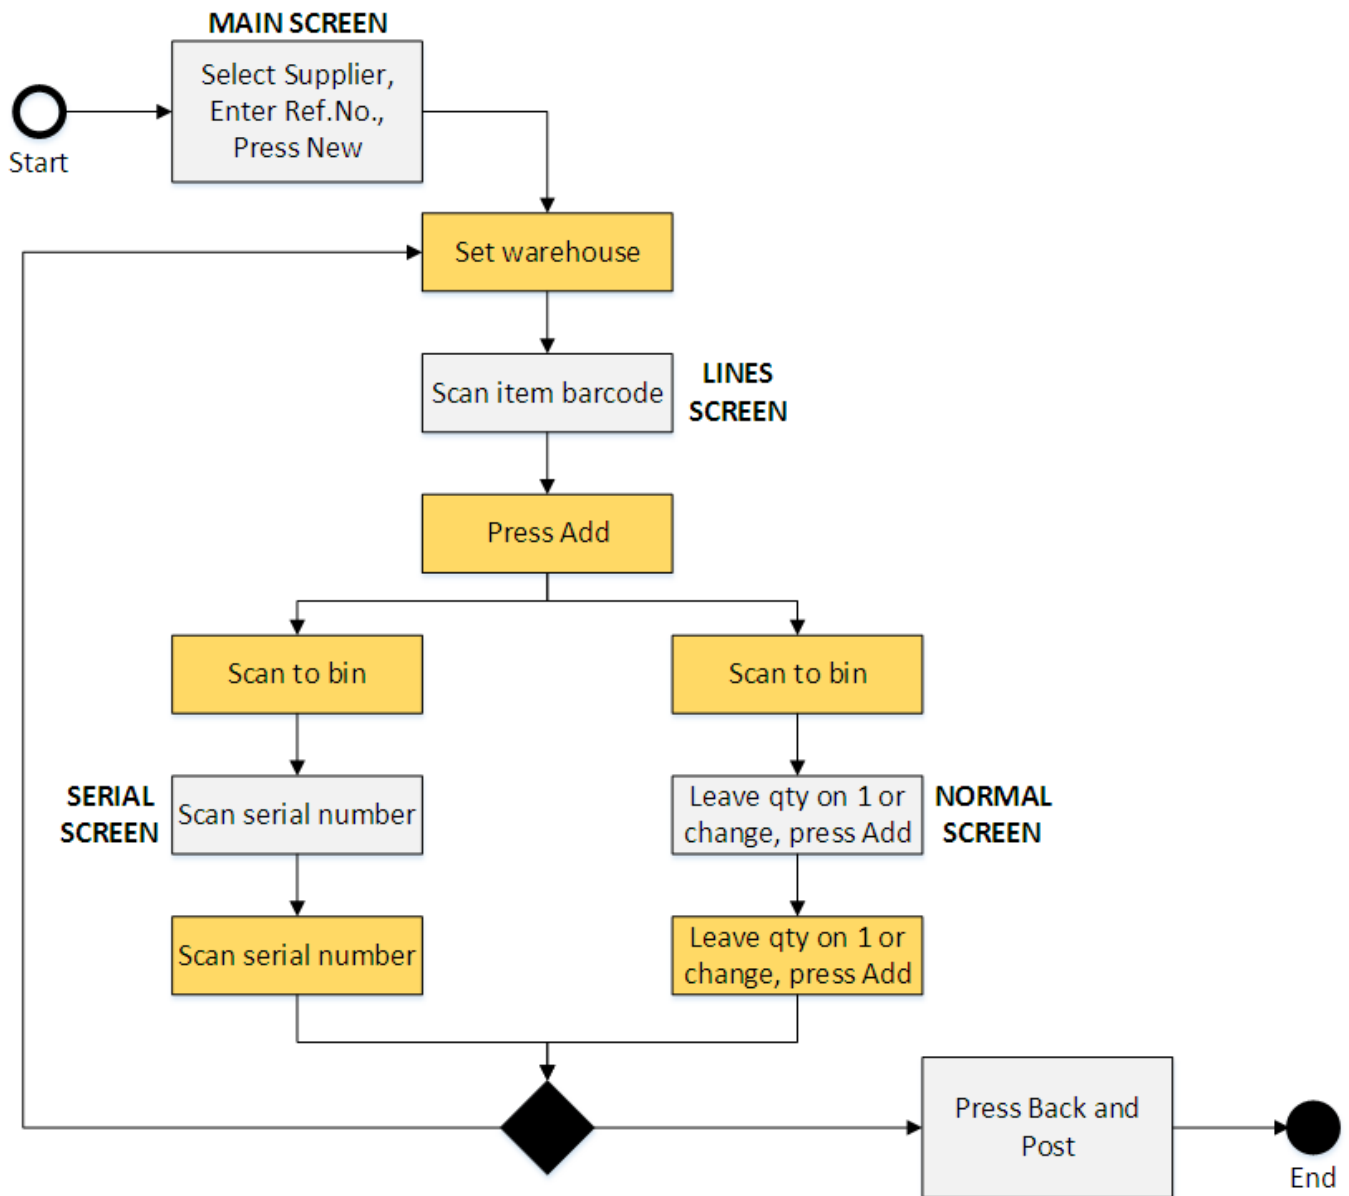 MAIN SCREEN
Select Supplier,
Enter Ref.No.,
Press New
Start
Set warehouse
Scan item barcode
LINES
SCREEN
Press Add
Scan to bin
Scan to bin
SERIAL
SCREEN
Scan serial number
Leave qty on 1 or
change, press Add
NORMAL
SCREEN
Scan serial number
Leave qty on 1 or
change, press Add
Press Back and
Post
End